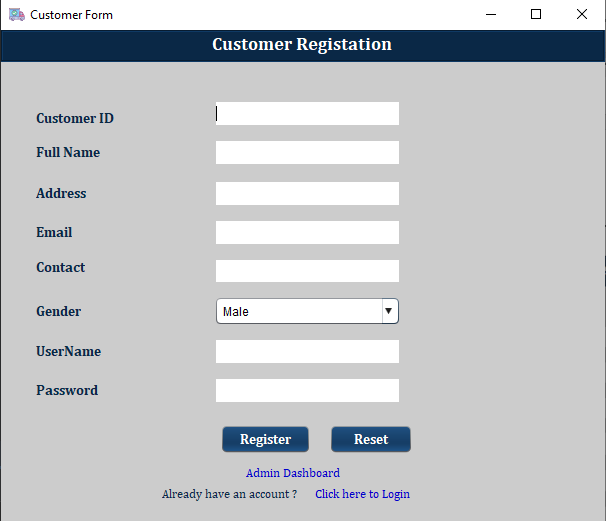 Customer Form
Customer Registation
Customer ID
Full Name
Address
Email
Contact
Gender Male
UserName
Password
Register Reset
Admin Dashboard
Already have an account ? Click here to Login